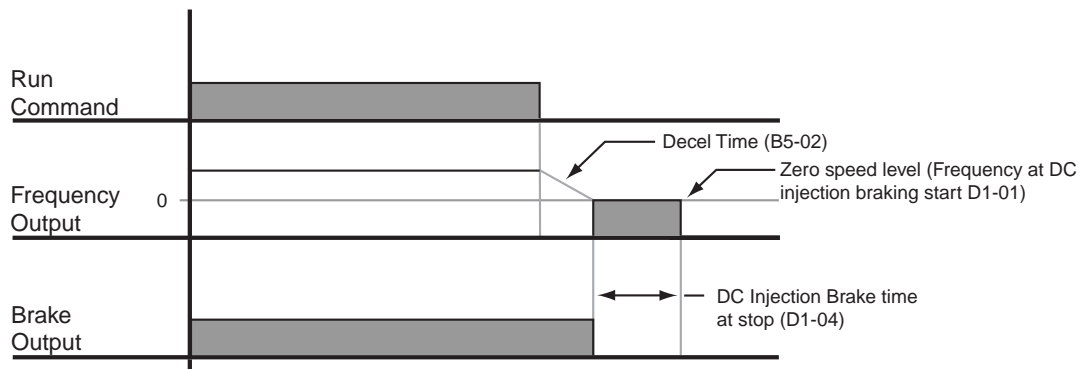 Run
Command
Decel Time (B5-02)
Zero speed level (Frequency at DC
injection braking start D1-01)
Frequency
Output
0
DC Injection Brake time
at stop (D1-04)
Brake
Output